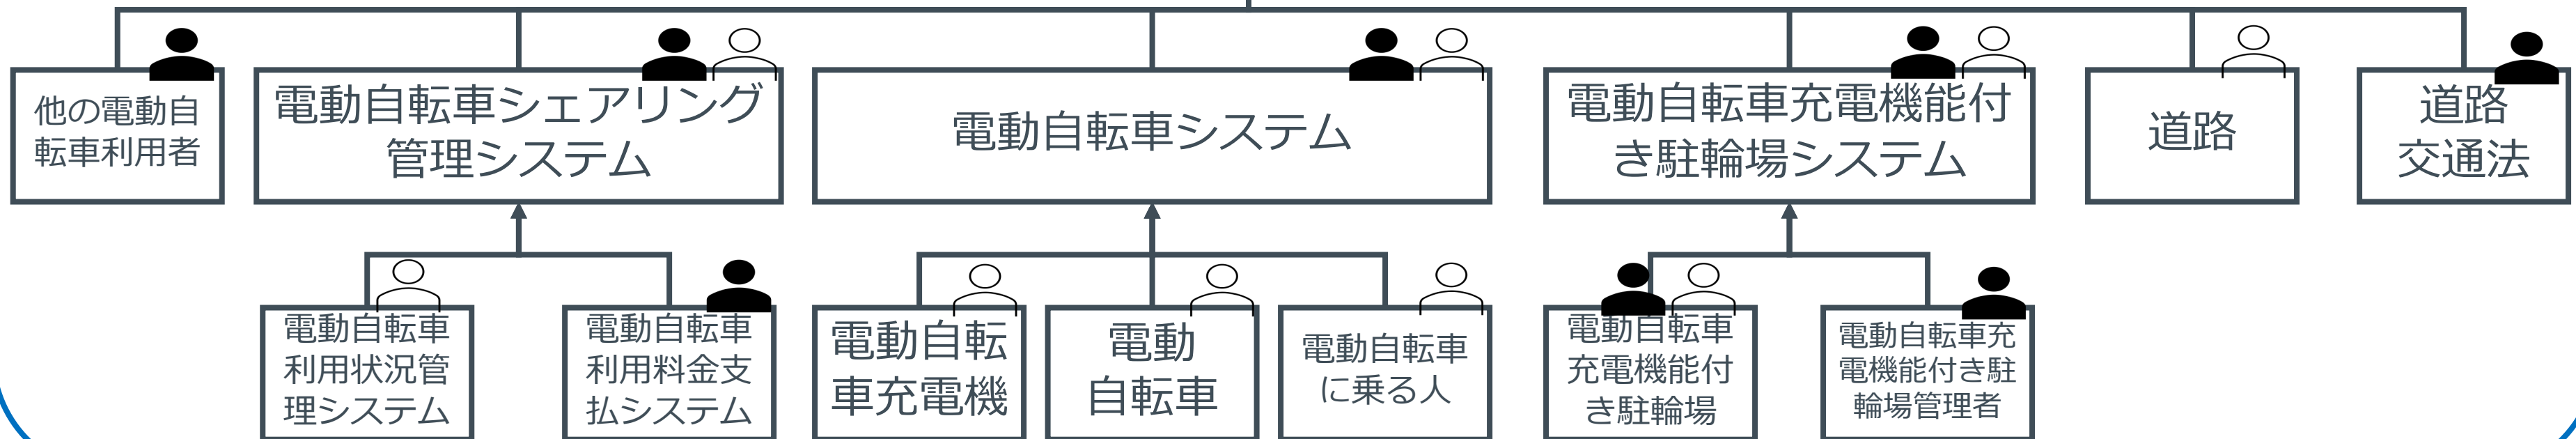 他の電動自
転車利用者
電動自転車シェアリング
管理システム
電動自転車システム
電動自転車充電機能付
き駐輪場システム
道路
道路
交通法
電動自転車
利用状況管
理システム
電動自転車
利用料金支
払システム
電動自転
車充電機
電動
自転車
電動自転車
に乗る人
電動自転車
充電機能付
き駐輪場
電動自転車充
電機能付き駐
輪場管理者